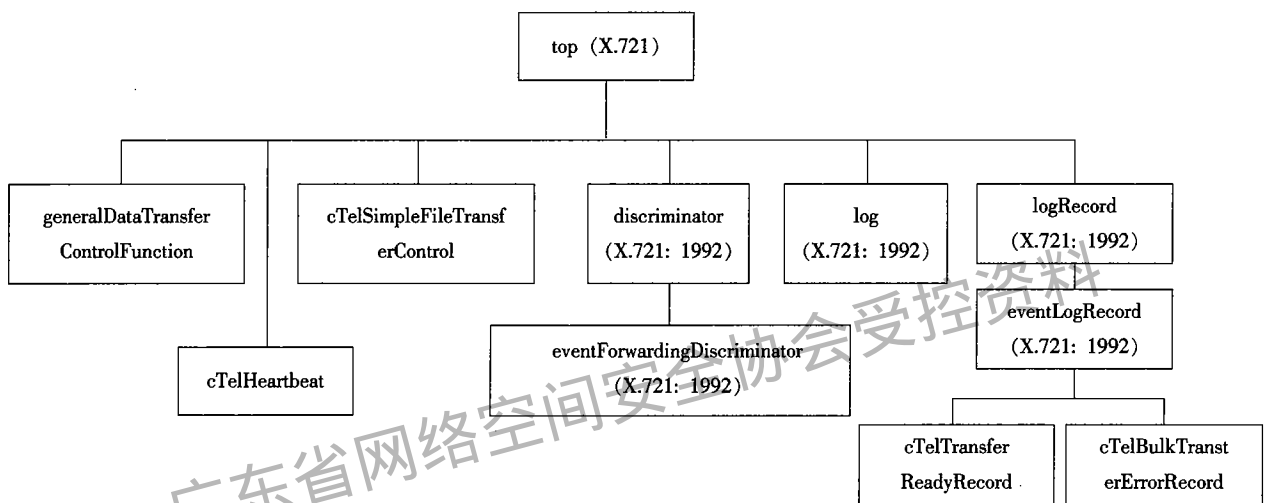 top (X.721)
generalDataTransfer
ControlFunction
cTelSimpleFileTransf
erControl
discriminator
(X.721: 1992)
log
(X.721: 1992)
logRecord
(X.721: 1992)
eventLogRecord
(X.721: 1992)
cTelHeartbeat
eventForwardingDiscriminator
(X.721: 1992)
cTelTransfer
ReadyRecord
cTelBulkTranst
erErrorRecord
广东省网络空间安全协会受控资料